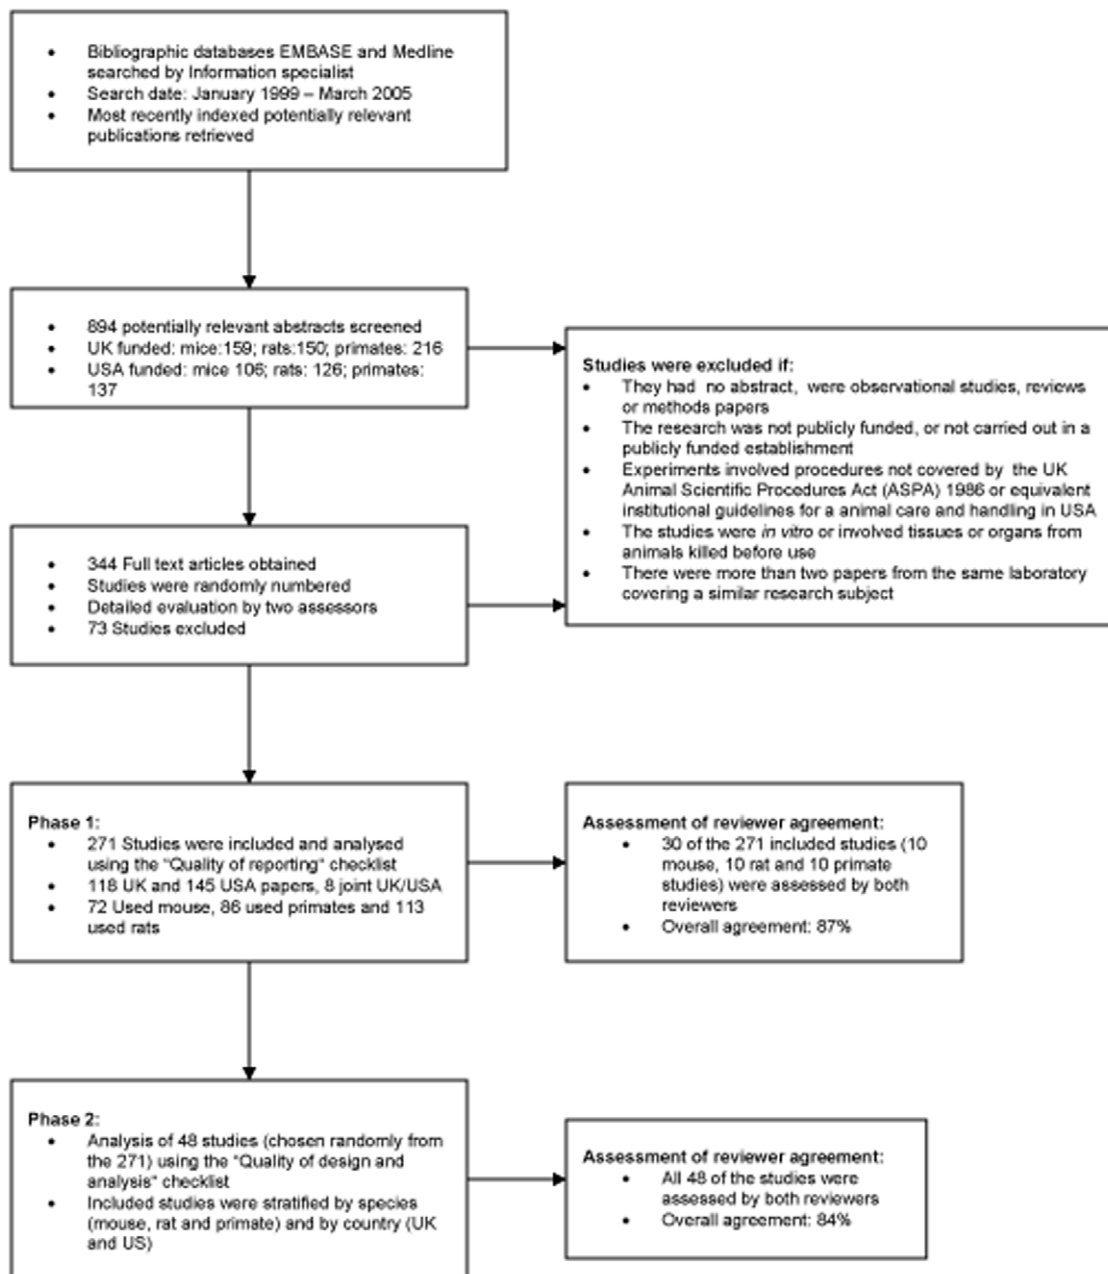 • Bibliographic databases EMBASE and Medline
searched by Information specialist
• Search date: January 1999 – March 2005
• Most recently indexed potentially relevant
publications retrieved
• 894 potentially relevant abstracts screened
• UK funded: mice:159; rats:150; primates: 216
• USA funded: mice 106; rats: 126; primates:
137
Studies were excluded if:
• They had no abstract, were observational studies, reviews
or methods papers
• The research was not publicly funded, or not carried out in a
publicly funded establishment
• Experiments involved procedures not covered by the UK
Animal Scientific Procedures Act (ASPA) 1986 or equivalent
institutional guidelines for a animal care and handling in USA
• The studies were in vitro or involved tissues or organs from
animals killed before use
• There were more than two papers from the same laboratory
covering a similar research subject
• 344 Full text articles obtained
• Studies were randomly numbered
• Detailed evaluation by two assessors
• 73 Studies excluded
Phase 1:
• 271 Studies were included and analysed
using the "Quality of reporting" checklist
• 118 UK and 145 USA papers, 8 joint UK/USA
• 72 Used mouse, 86 used primates and 113
used rats
Assessment of reviewer agreement:
• 30 of the 271 included studies (10
mouse, 10 rat and 10 primate
studies) were assessed by both
reviewers
• Overall agreement: 87%
Phase 2:
• Analysis of 48 studies (chosen randomly from
the 271) using the "Quality of design and
analysis" checklist
• Included studies were stratified by species
(mouse, rat and primate) and by country (UK
and US)
Assessment of reviewer agreement:
• All 48 of the studies were
assessed by both reviewers
• Overall agreement: 84%